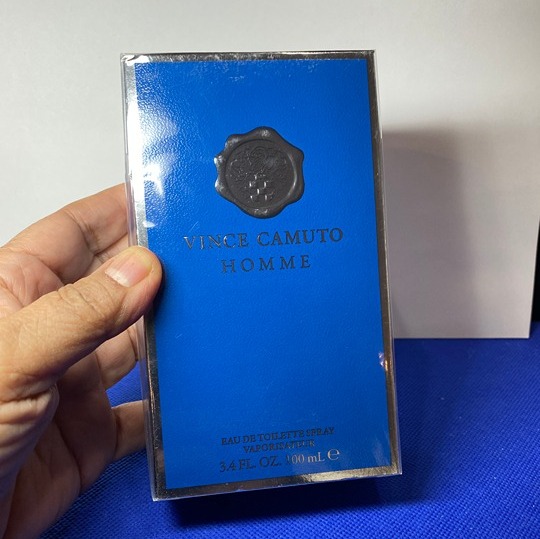 VINCE CAMUTO
HOMME
EAU DE TOILETTE SPRAY
VAPORISATEUR
3.4 FL. OZ. 100 mL ℮